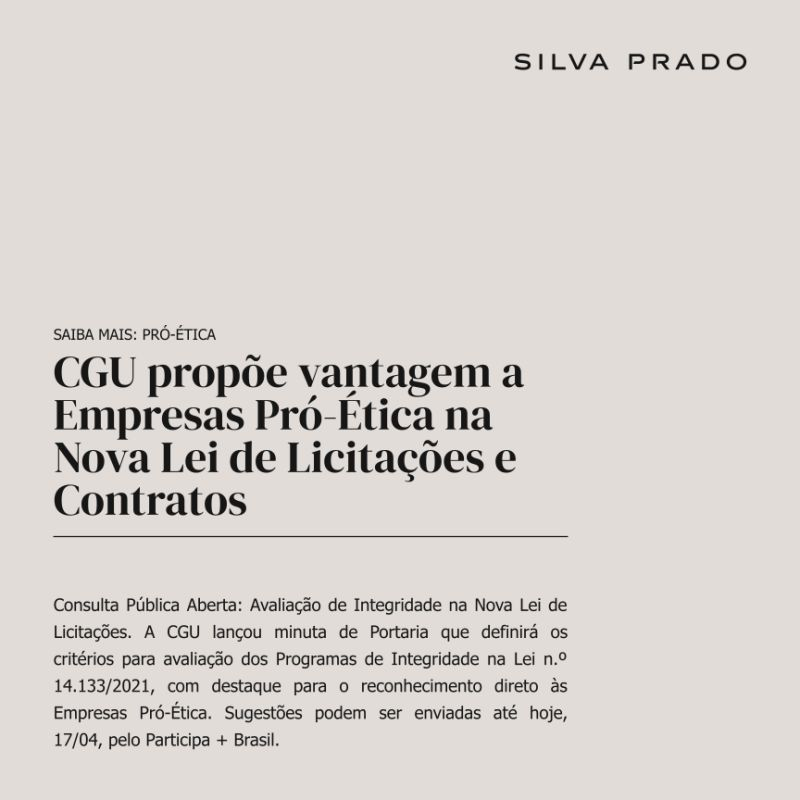 SILVA PRADO
SAIBA MAIS: PRÓ-ÉTICA
CGU propõe vantagem a
Empresas Pró-Ética na
Nova Lei de Licitações e
Contratos
Consulta Pública Aberta: Avaliação de Integridade na Nova Lei de
Licitações. A CGU lançou minuta de Portaria que definirá os
critérios para avaliação dos Programas de Integridade na Lei n.º
14.133/2021, com destaque para o reconhecimento direto às
Empresas Pró-Ética. Sugestões podem ser enviadas até hoje,
17/04, pelo Participa + Brasil.